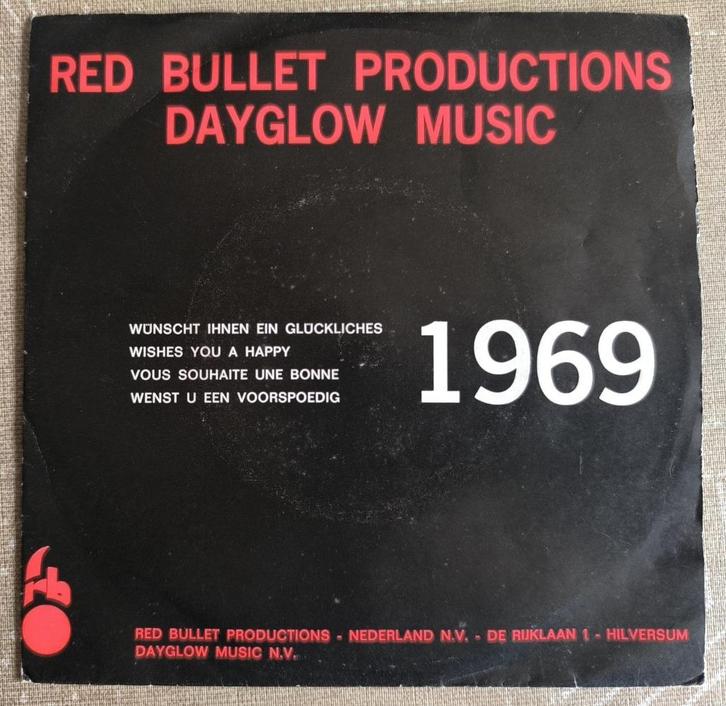 RED BULLET PRODUCTIONS
DAYGLOW MUSIC
WÜNSCHT IHNEN EIN GLÜCKLICHES
WISHES YOU A HAPPY
VOUS SOUHAITE UNE BONNE
WENST U EEN VOORSPOEDIG
1969
rb
RED BULLET PRODUCTIONS - NEDERLAND N.V. - DE RIJKLAAN 1 - HILVERSUM
DAYGLOW MUSIC N.V.